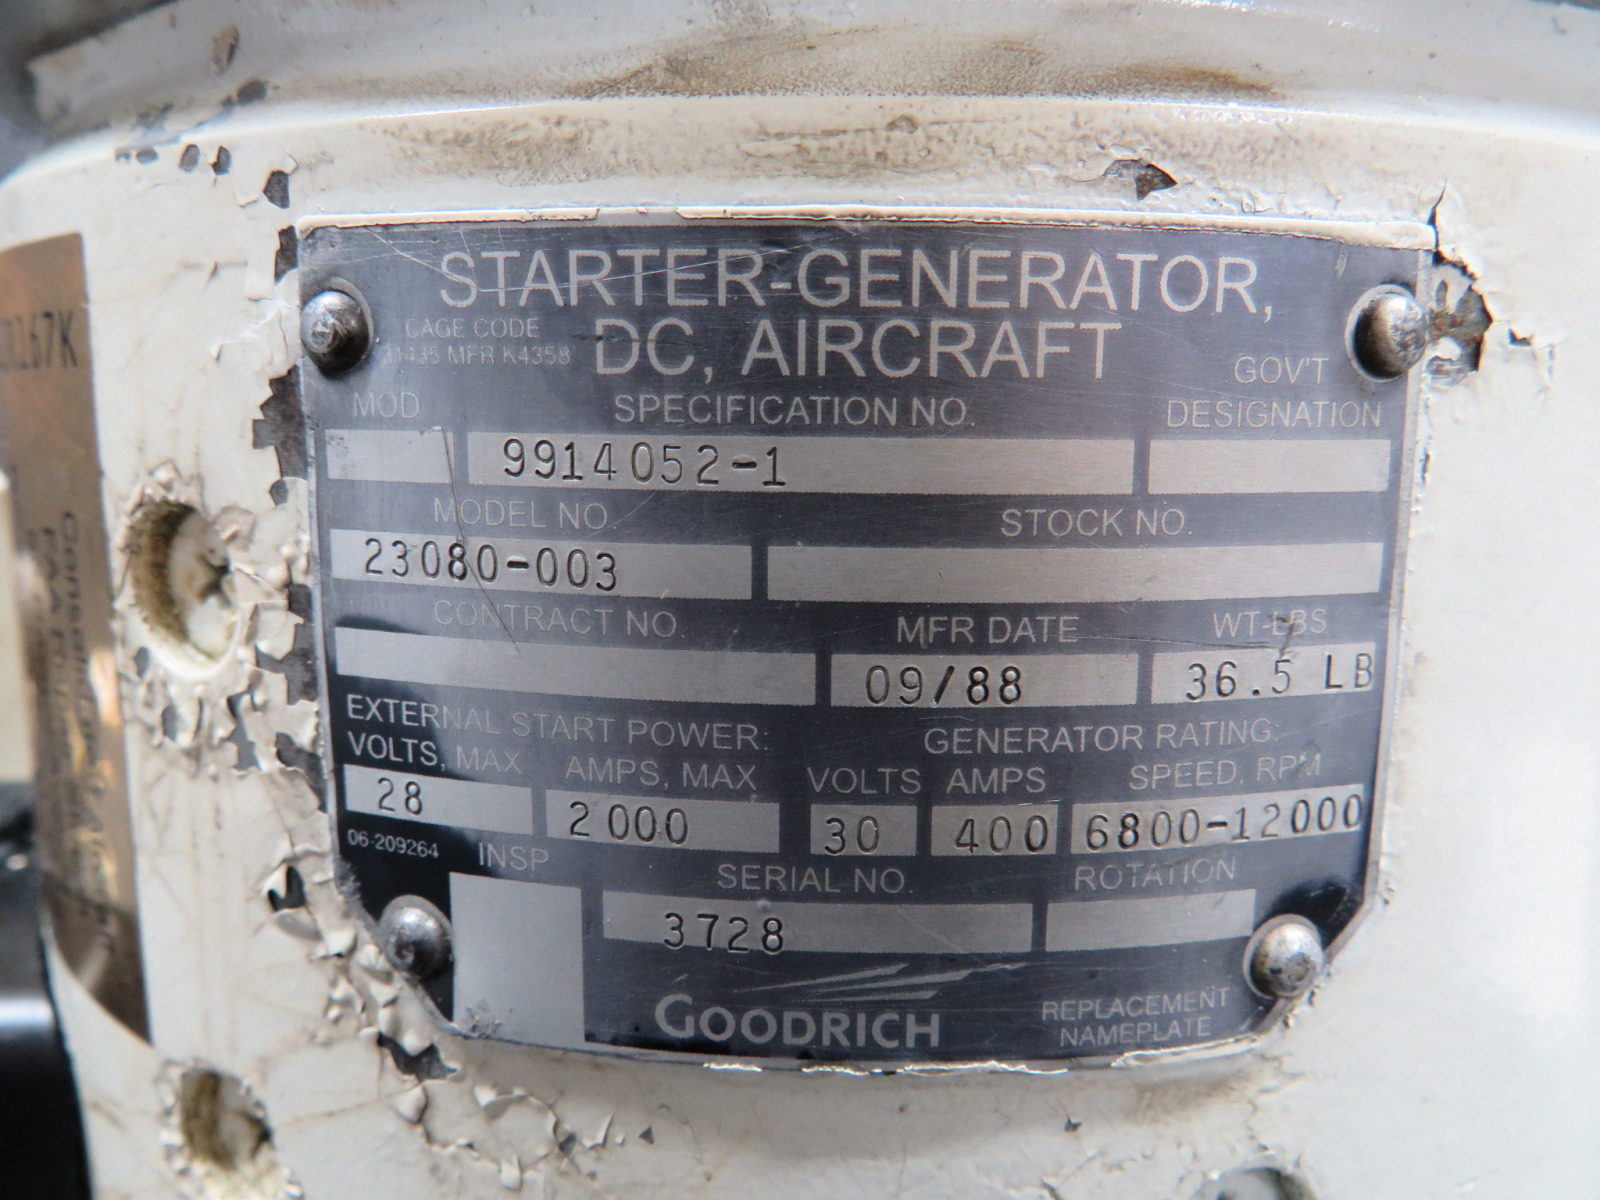 STARTER-GENERATOR,
DC, AIRCRAFT
CAGE CODE
31435 MFR K4358
GOV'T
MOD SPECIFICATION NO. DESIGNATION
9914052-1
MODEL NO. STOCK NO.
23080-003
CONTRACT NO. MFR DATE WT-LBS
09/88 36.5 LB
EXTERNAL START POWER: GENERATOR RATING:
VOLTS, MAX AMPS, MAX VOLTS AMPS SPEED, RPM
28 2000 30 400 6800-12000
06-209264 INSP SERIAL NO. ROTATION
3728
GOODRICH
REPLACEMENT
NAMEPLATE
67K